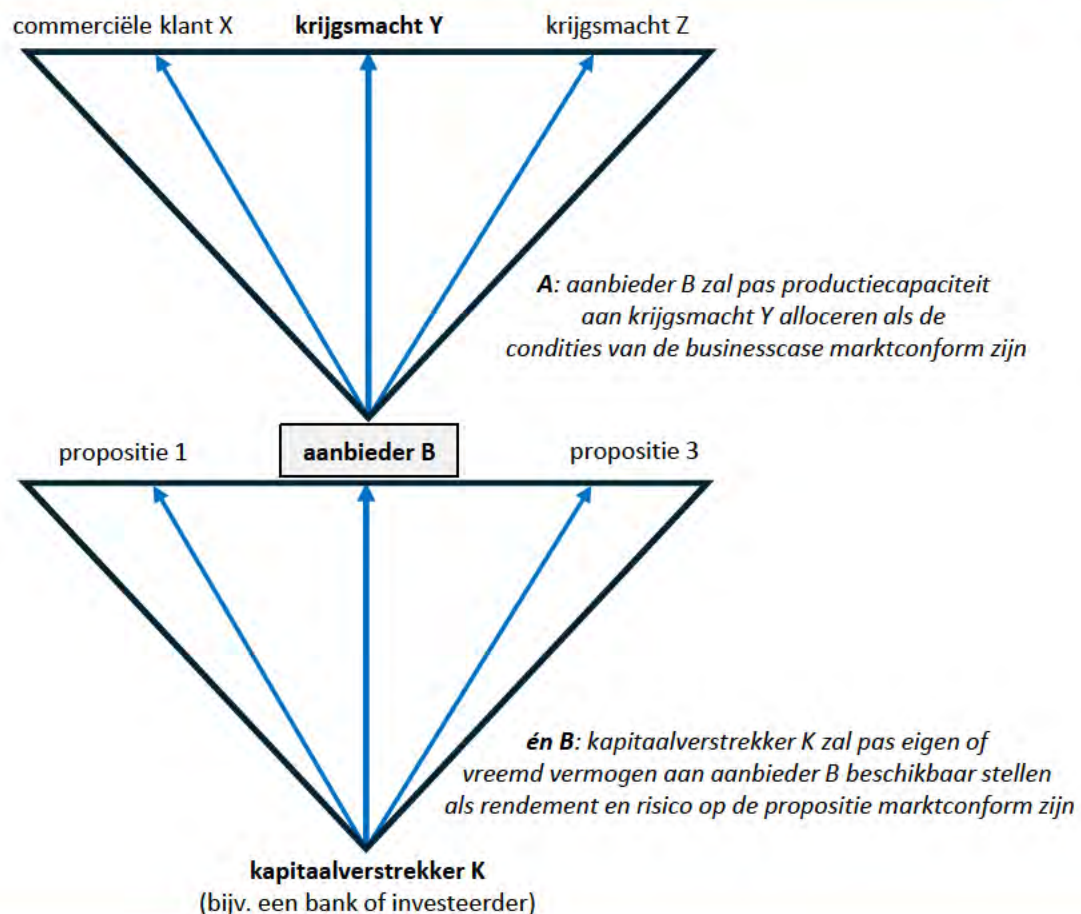 commerciële klant X krijgsmacht Y krijgsmacht Z
A: aanbieder B zal pas productiecapaciteit
aan krijgsmacht Y alloceren als de
condities van de businesscase marktconform zijn
propositie 1 aanbieder B propositie 3
én B: kapitaalverstrekker K zal pas eigen of
vreemd vermogen aan aanbieder B beschikbaar stellen
als rendement en risico op de propositie marktconform zijn
kapitaalverstrekker K
(bijv. een bank of investeerder)